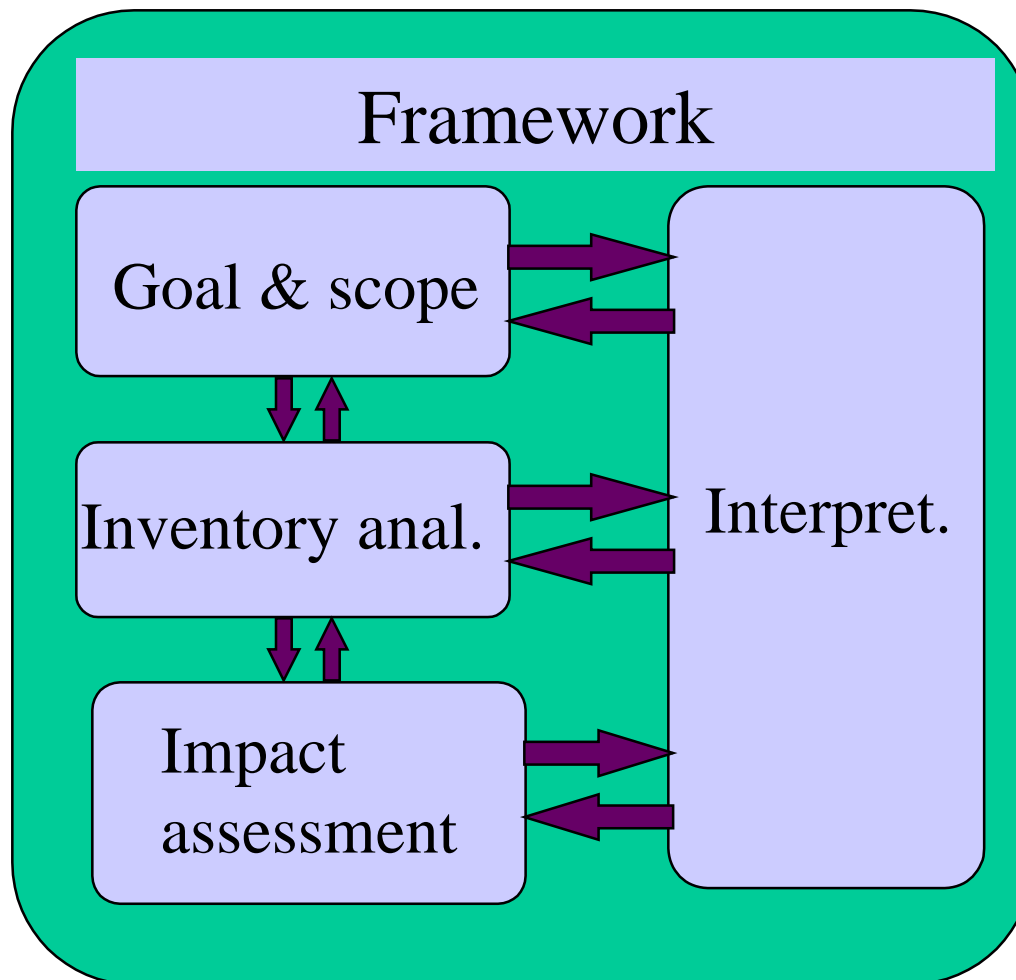 Framework
Goal & scope
Inventory anal.
Interpret.
Impact
assessment